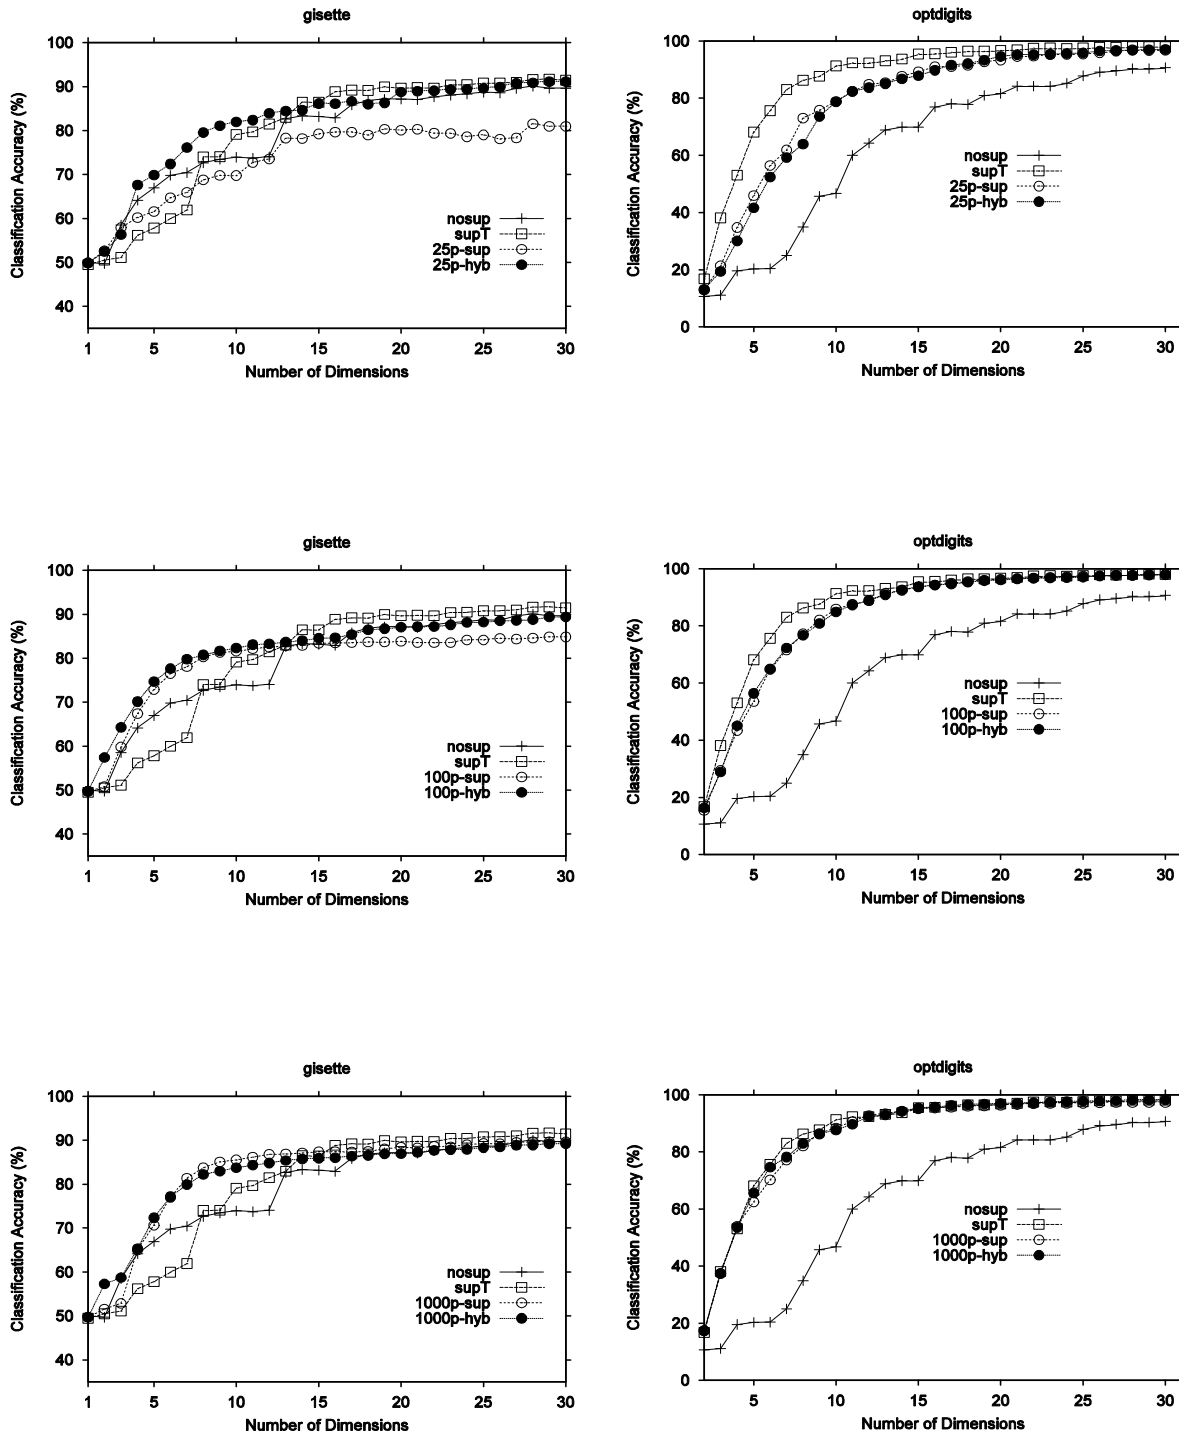 gisette
optdigits
100
90
80
70
60
50
40
1 5 10 15 20 25 30
Classification Accuracy (%)
Number of Dimensions
nosup
supT
25p-sup
25p-hyb
100
80
60
40
20
0
5 10 15 20 25 30
Classification Accuracy (%)
Number of Dimensions
nosup
supT
25p-sup
25p-hyb
gisette
optdigits
100
90
80
70
60
50
40
1 5 10 15 20 25 30
Classification Accuracy (%)
Number of Dimensions
nosup
supT
100p-sup
100p-hyb
100
80
60
40
20
0
5 10 15 20 25 30
Classification Accuracy (%)
Number of Dimensions
nosup
supT
100p-sup
100p-hyb
gisette
optdigits
100
90
80
70
60
50
40
1 5 10 15 20 25 30
Classification Accuracy (%)
Number of Dimensions
nosup
supT
1000p-sup
1000p-hyb
100
80
60
40
20
0
5 10 15 20 25 30
Classification Accuracy (%)
Number of Dimensions
nosup
supT
1000p-sup
1000p-hyb